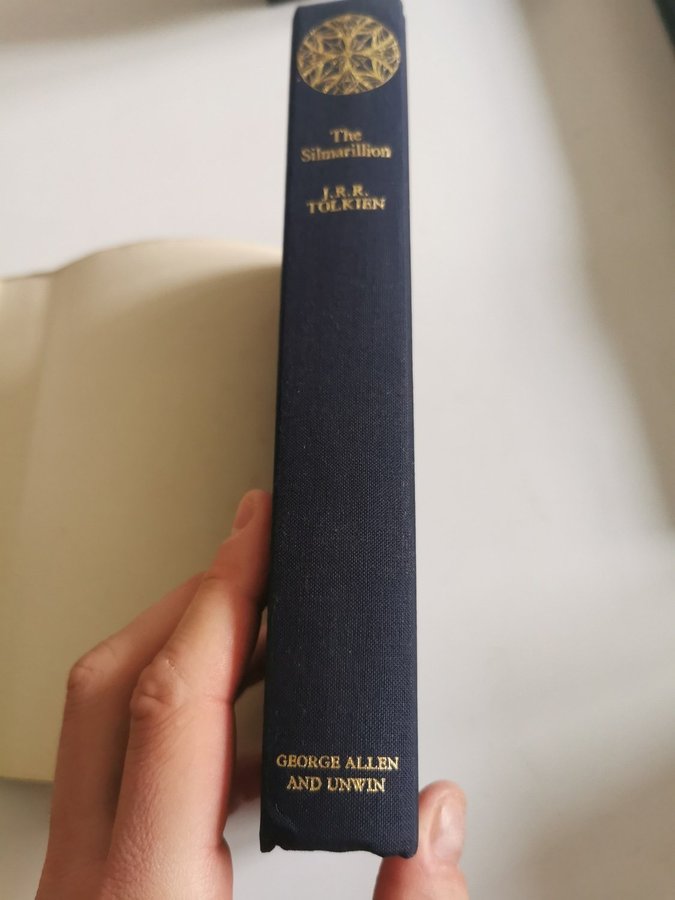 The
Silmarillion
J.R.R.
TOLKIEN
GEORGE ALLEN
AND UNWIN